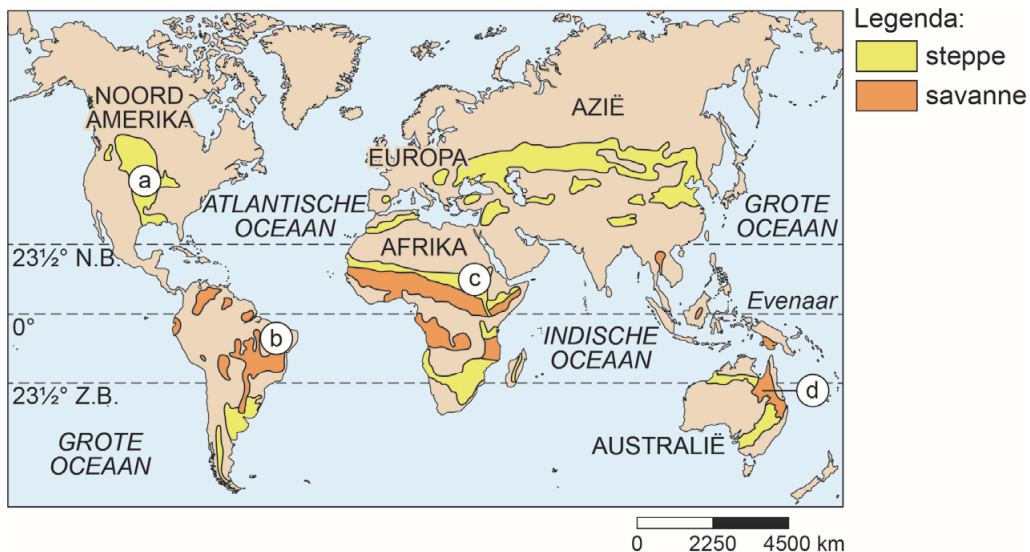 Legenda:
steppe
savanne
NOORD
AMERIKA
a
EUROPA
AZIË
ATLANTISCHE
OCEAAN
GROTE
OCEAAN
23½° N.B.
AFRIKA
c
Evenaar
0°
b
INDISCHE
OCEAAN
23½° Z.B.
d
GROTE
OCEAAN
AUSTRALIË
0 2250 4500 km